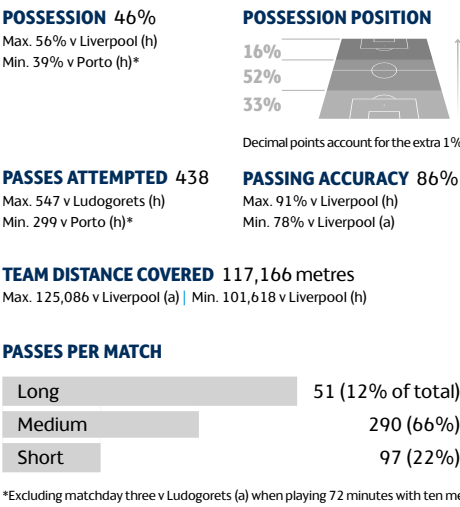 POSSESSION 46%
Max. 56% v Liverpool (h)
Min. 39% v Porto (h)*
POSSESSION POSITION
16%
52%
33%
Decimal points account for the extra 1%
PASSES ATTEMPTED 438
Max. 547 v Ludogorets (h)
Min. 299 v Porto (h)*
PASSING ACCURACY 86%
Max. 91% v Liverpool (h)
Min. 78% v Liverpool (a)
TEAM DISTANCE COVERED 117,166 metres
Max. 125,086 v Liverpool (a) | Min. 101,618 v Liverpool (h)
PASSES PER MATCH
Long 51 (12% of total)
Medium 290 (66%)
Short 97 (22%)
*Excluding matchday three v Ludogorets (a) when playing 72 minutes with ten